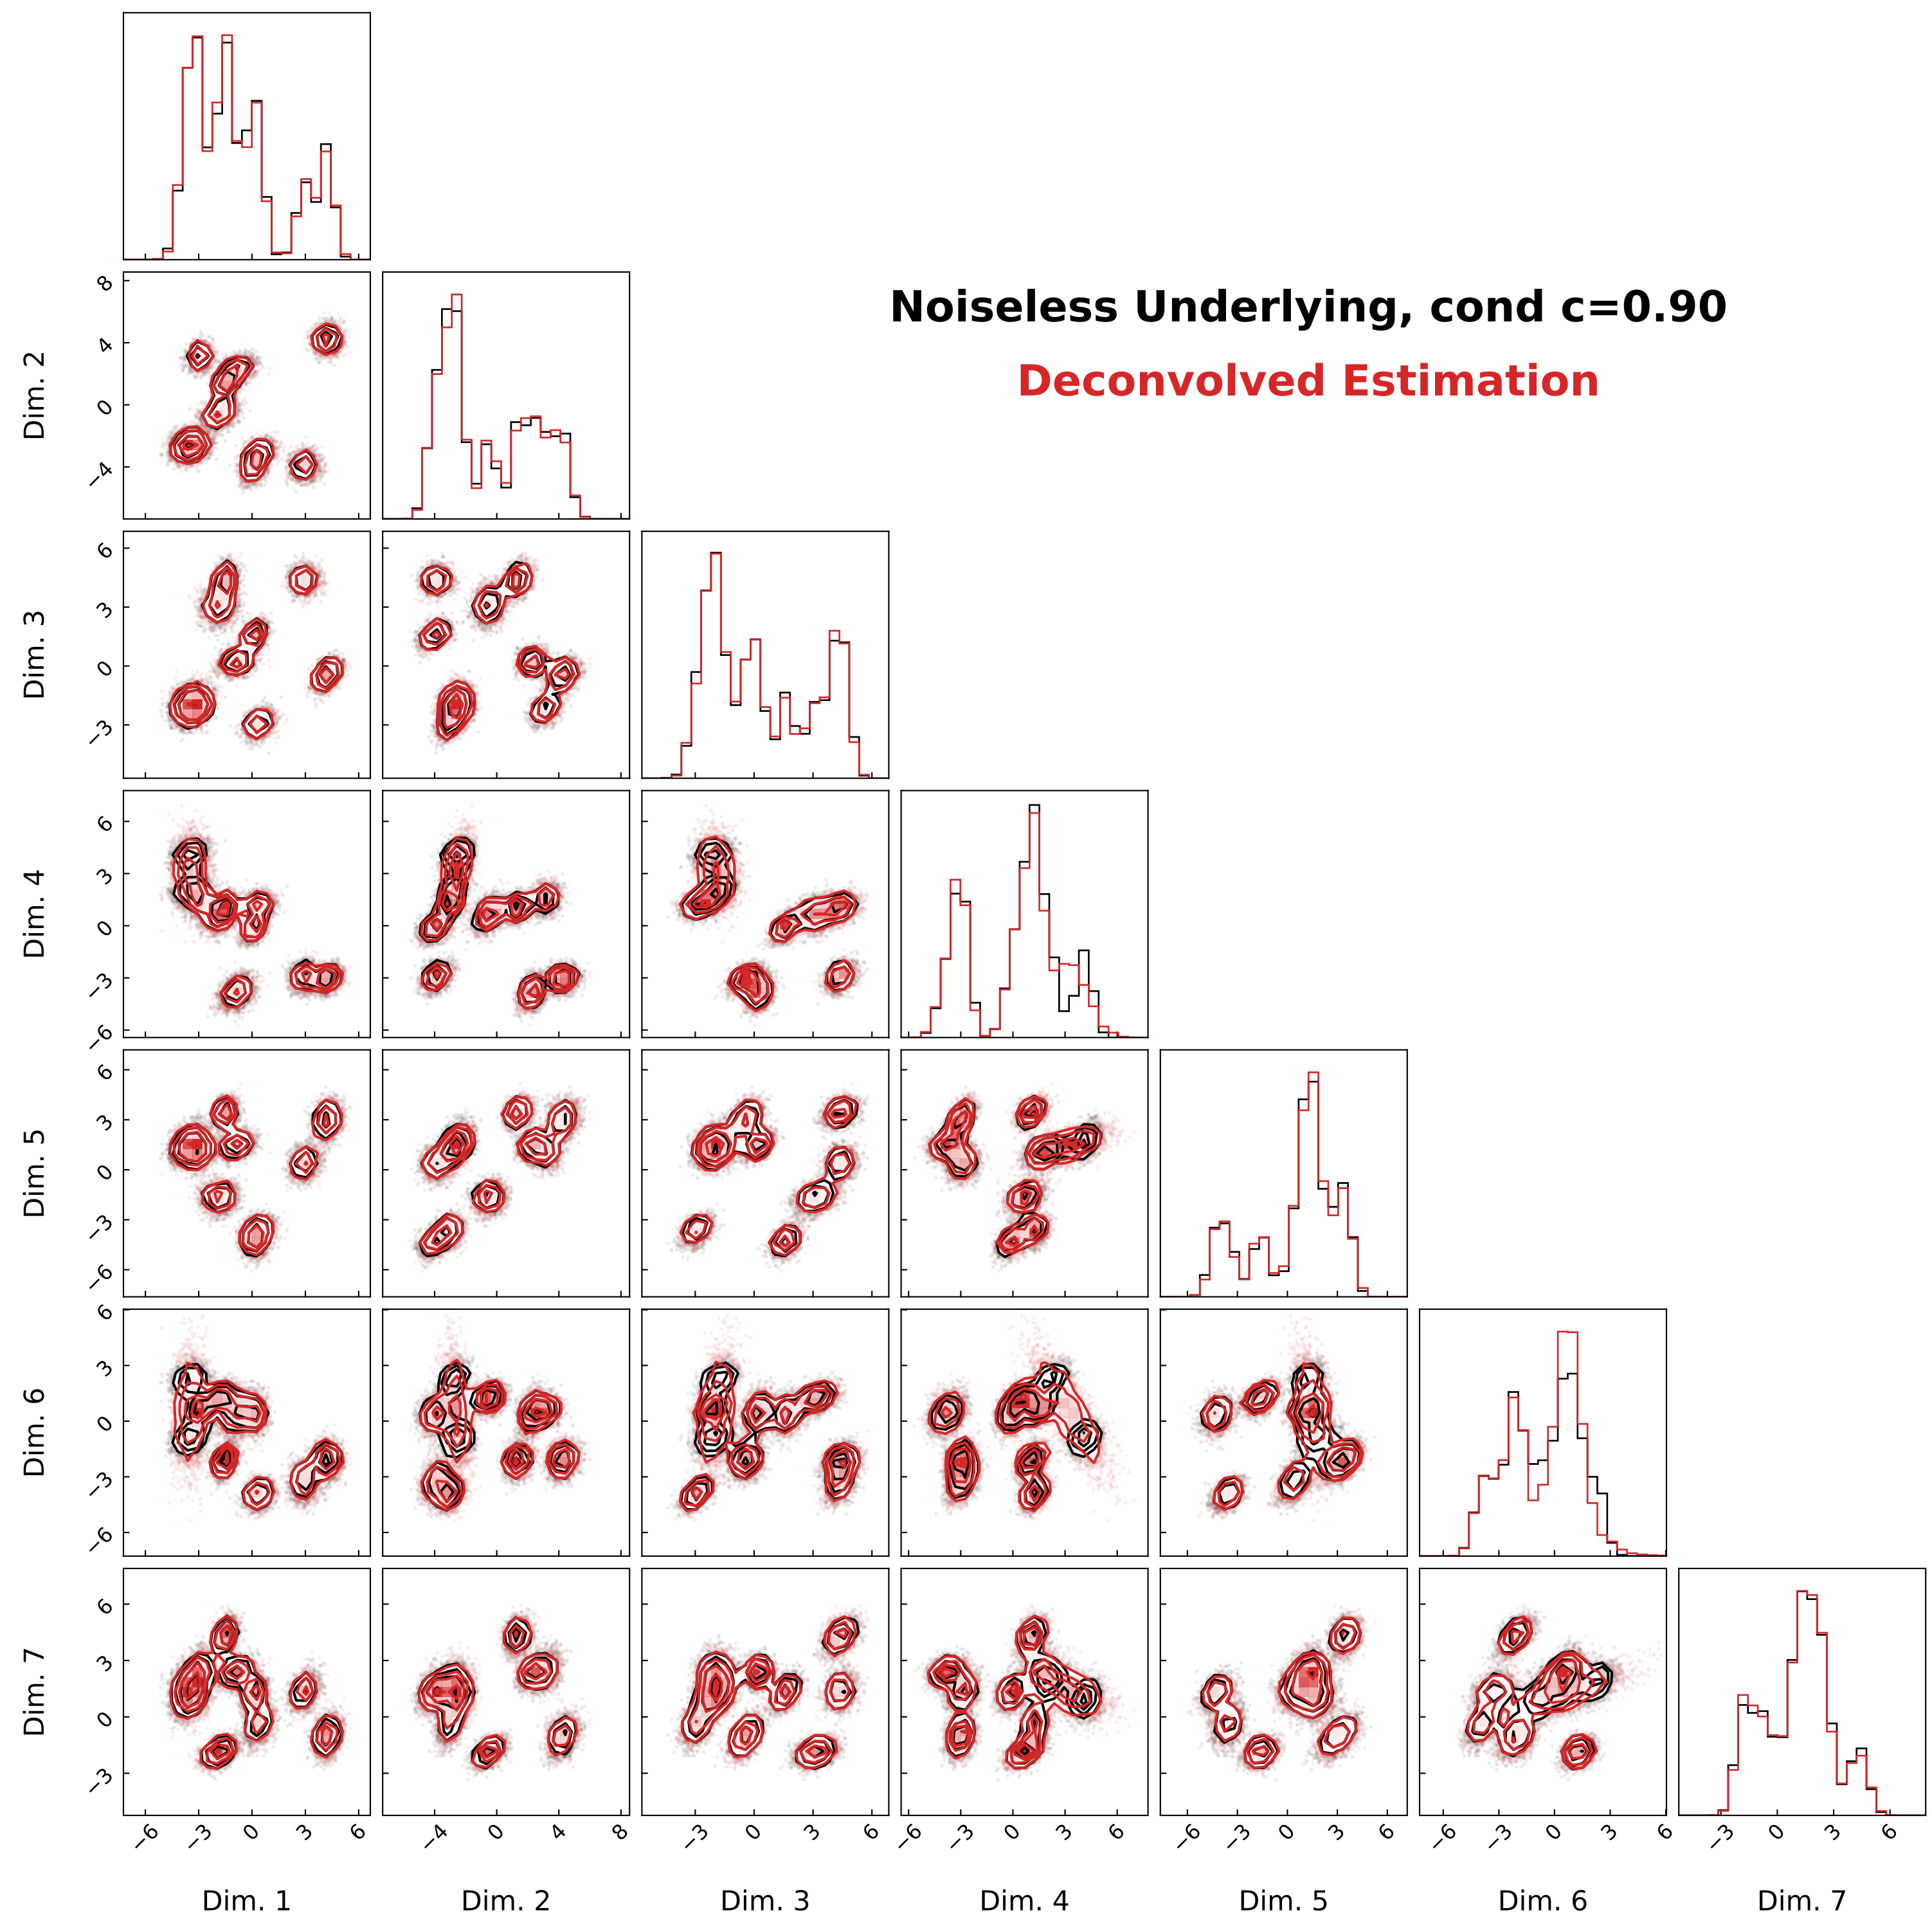 Noiseless Underlying, cond c=0.90
Deconvolved Estimation
8
4
0
−4
Dim. 2
6
3
0
−3
Dim. 3
6
3
0
−3
−6
Dim. 4
6
3
0
−3
−6
Dim. 5
6
3
0
−3
−6
Dim. 6
6
3
0
−3
Dim. 7
−6 −3 0 3 6
−4 0 4 8
−3 0 3 6
−6 −3 0 3 6
−6 −3 0 3 6
−6 −3 0 3 6
−3 0 3 6
Dim. 1 Dim. 2 Dim. 3 Dim. 4 Dim. 5 Dim. 6 Dim. 7